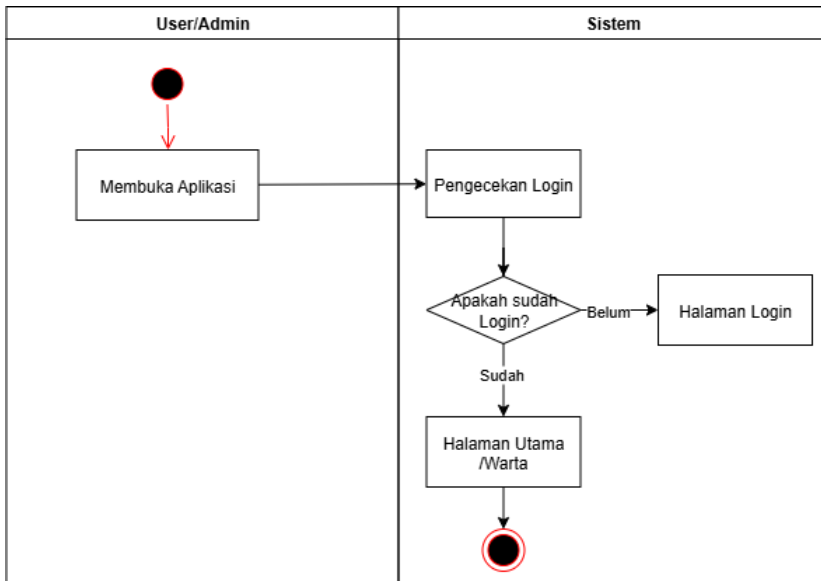 User/Admin
Sistem
Membuka Aplikasi
Pengecekan Login
Apakah sudah
Login?
Belum
Halaman Login
Sudah
Halaman Utama
/Warta